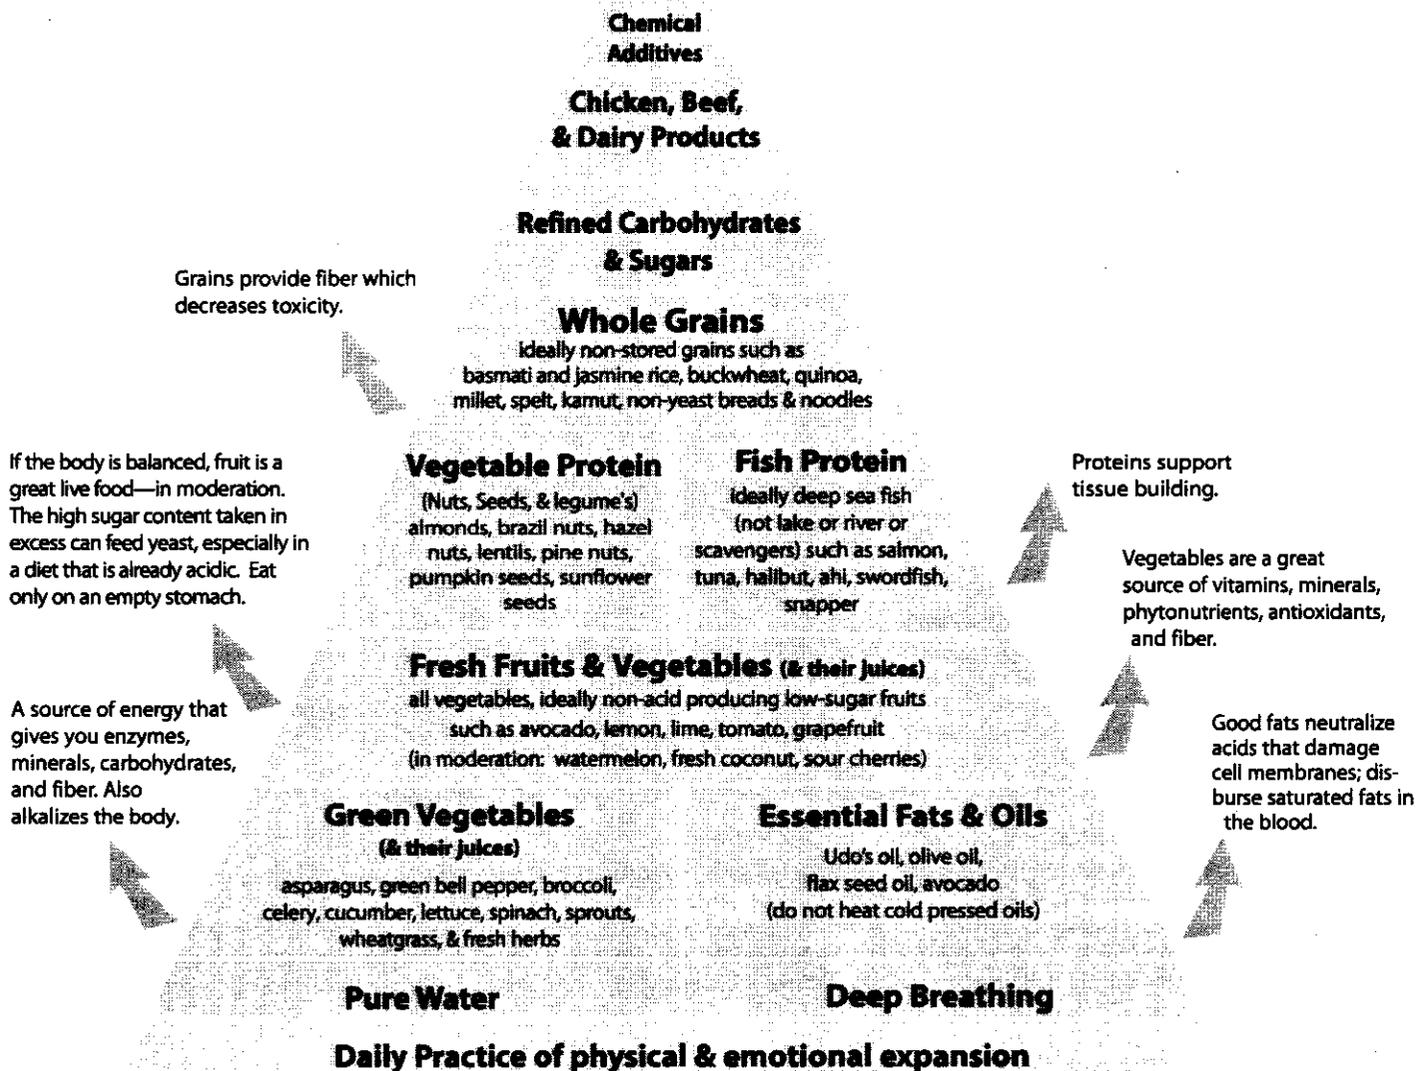 Chemical
Additives
Chicken, Beef,
& Dairy Products
Refined Carbohydrates
& Sugars
Grains provide fiber which
decreases toxicity.
Whole Grains
ideally non-stored grains such as
basmati and jasmine rice, buckwheat, quinoa,
millet, spelt, kamut, non-yeast breads & noodles
If the body is balanced, fruit is a
great live food—in moderation.
The high sugar content taken in
excess can feed yeast, especially in
a diet that is already acidic. Eat
only on an empty stomach.
Vegetable Protein
(Nuts, Seeds, & legume's)
almonds, brazil nuts, hazel
nuts, lentils, pine nuts,
pumpkin seeds, sunflower
seeds
Fish Protein
ideally deep sea fish
(not lake or river or
scavengers) such as salmon,
tuna, halibut, ahi, swordfish,
snapper
Proteins support
tissue building.
Vegetables are a great
source of vitamins, minerals,
phytonutrients, antioxidants,
and fiber.
Fresh Fruits & Vegetables (& their juices)
all vegetables, ideally non-acid producing low-sugar fruits
such as avocado, lemon, lime, tomato, grapefruit
(in moderation: watermelon, fresh coconut, sour cherries)
A source of energy that
gives you enzymes,
minerals, carbohydrates,
and fiber. Also
alkalizes the body.
Good fats neutralize
acids that damage
cell membranes; dis-
burse saturated fats in
the blood.
Green Vegetables
(& their juices)
asparagus, green bell pepper, broccoli,
celery, cucumber, lettuce, spinach, sprouts,
wheatgrass, & fresh herbs
Essential Fats & Oils
Udo's oil, olive oil,
flax seed oil, avocado
(do not heat cold pressed oils)
Pure Water
Deep Breathing
Daily Practice of physical & emotional expansion